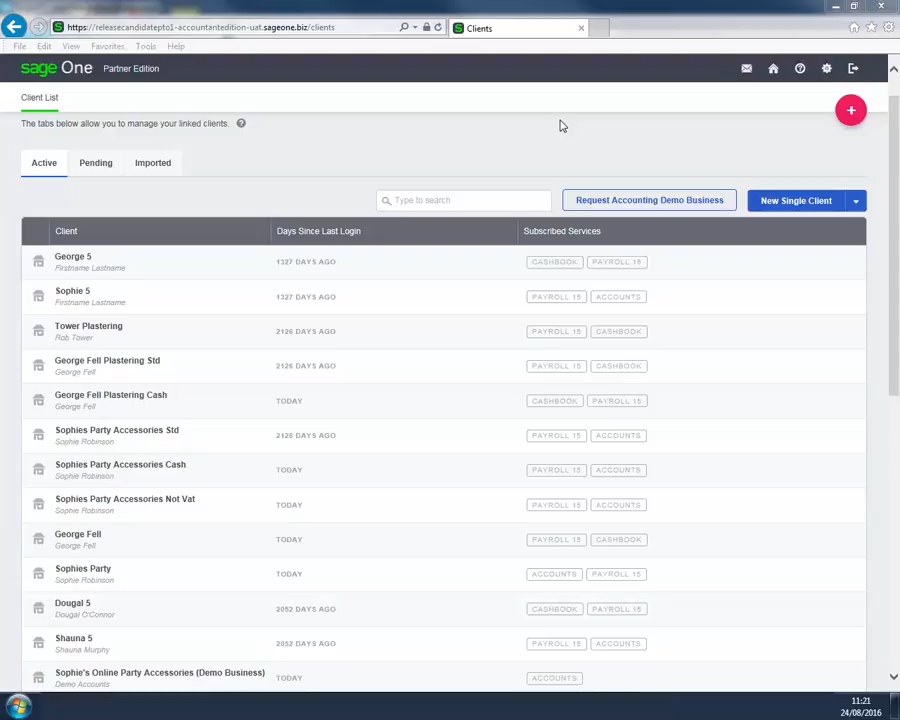 https://releasecandidatepto1-accountantedition-uat.sageone.biz/clients
Clients
File Edit View Favorites Tools Help
sage One Partner Edition
Client List
The tabs below allow you to manage your linked clients.
Active Pending Imported
Type to search Request Accounting Demo Business New Single Client
Client Days Since Last Login Subscribed Services
George 5
Firstname Lastname
1327 DAYS AGO CASHBOOK PAYROLL 15
Sophie 5
Firstname Lastname
1327 DAYS AGO PAYROLL 15 ACCOUNTS
Tower Plastering
Rob Tower
2126 DAYS AGO PAYROLL 15 CASHBOOK
George Fell Plastering Std
George Fell
2126 DAYS AGO PAYROLL 15 CASHBOOK
George Fell Plastering Cash
George Fell
TODAY CASHBOOK PAYROLL 15
Sophies Party Accessories Std
Sophie Robinson
2126 DAYS AGO PAYROLL 15 ACCOUNTS
Sophies Party Accessories Cash
Sophie Robinson
TODAY PAYROLL 15 ACCOUNTS
Sophies Party Accessories Not Vat
Sophie Robinson
TODAY PAYROLL 15 ACCOUNTS
George Fell
George Fell
TODAY PAYROLL 15 CASHBOOK
Sophies Party
Sophie Robinson
TODAY ACCOUNTS PAYROLL 15
Dougal 5
Dougal O'Connor
2052 DAYS AGO CASHBOOK PAYROLL 15
Shauna 5
Shauna Murphy
2052 DAYS AGO PAYROLL 15 ACCOUNTS
Sophie's Online Party Accessories (Demo Business)
Demo Accounts
TODAY ACCOUNTS
11:21
24/08/2016